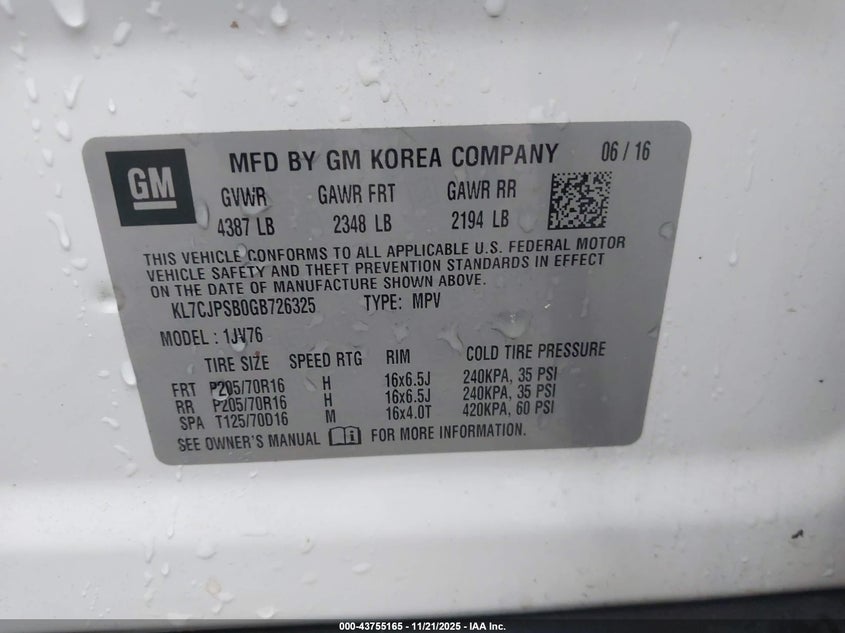 GM
MFD BY GM KOREA COMPANY 06 / 16
GVWR GAWR FRT GAWR RR
4387 LB 2348 LB 2194 LB
THIS VEHICLE CONFORMS TO ALL APPLICABLE U.S. FEDERAL MOTOR
VEHICLE SAFETY AND THEFT PREVENTION STANDARDS IN EFFECT
ON THE DATE OF MANUFACTURE SHOWN ABOVE.
KL7CJPSB0GB726325 TYPE: MPV
MODEL : 1JV76
TIRE SIZE SPEED RTG RIM COLD TIRE PRESSURE
FRT P205/70R16 H 16x6.5J 240KPA, 35 PSI
RR P205/70R16 H 16x6.5J 240KPA, 35 PSI
SPA T125/70D16 M 16x4.0T 420KPA, 60 PSI
SEE OWNER'S MANUAL FOR MORE INFORMATION.
000-43755165 - 11/21/2025 - IAA Inc.